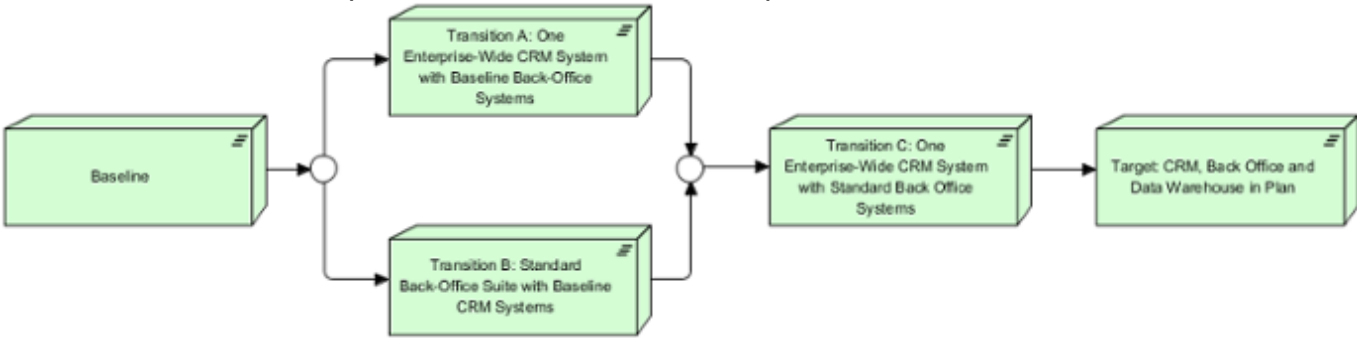 Transition A: One
Enterprise-Wide CRM System
with Baseline Back-Office
Systems
Baseline
Transition B: Standard
Back-Office Suite with Baseline
CRM Systems
Transition C: One
Enterprise-Wide CRM System
with Standard Back Office
Systems
Target: CRM, Back Office and
Data Warehouse in Plan